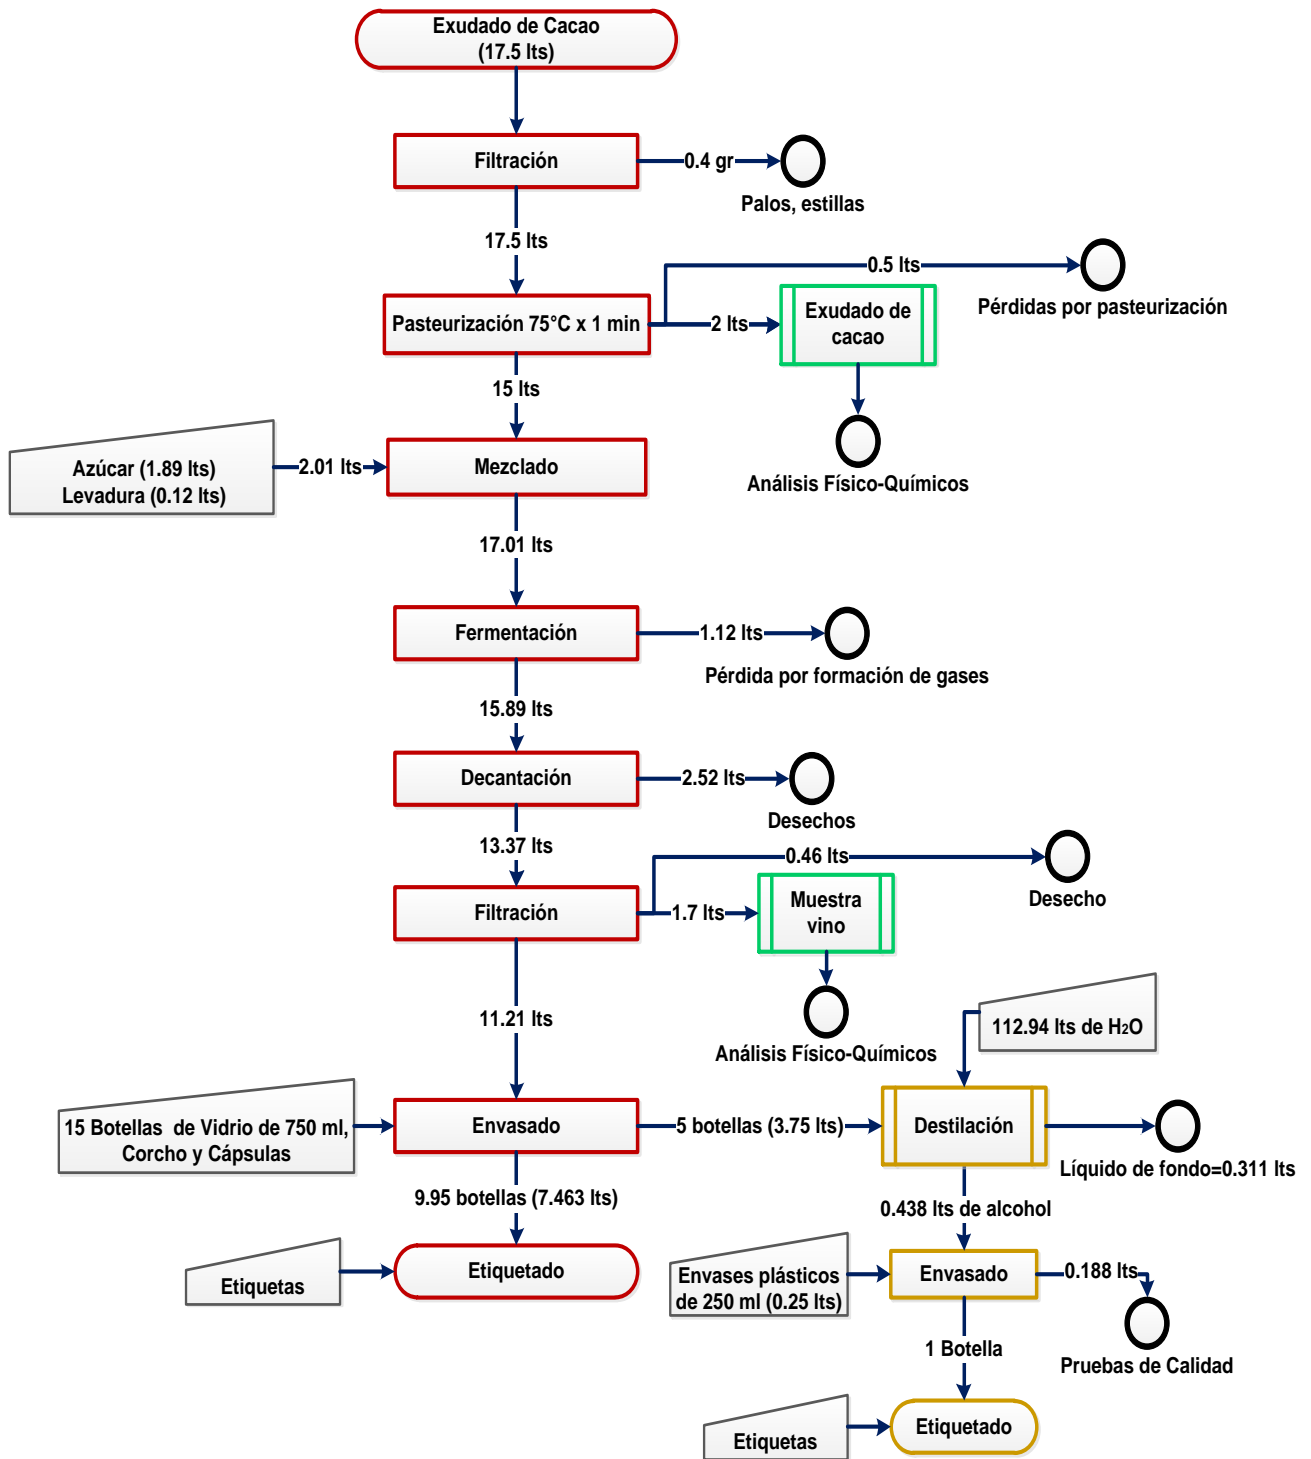 Exudado de Cacao
(17.5 lts)
Filtración
0.4 gr
Palos, estillas
17.5 lts
0.5 lts
Pérdidas por pasteurización
Pasteurización 75°C x 1 min
2 lts
Exudado de
cacao
15 lts
Azúcar (1.89 lts)
Levadura (0.12 lts)
2.01 lts
Mezclado
Análisis Físico-Químicos
17.01 lts
Fermentación
1.12 lts
Pérdida por formación de gases
15.89 lts
Decantación
2.52 lts
Desechos
13.37 lts
0.46 lts
Desecho
Filtración
1.7 lts
Muestra
vino
11.21 lts
Análisis Físico-Químicos
112.94 lts de H2O
15 Botellas de Vidrio de 750 ml,
Corcho y Cápsulas
Envasado
5 botellas (3.75 lts)
Destilación
Líquido de fondo=0.311 lts
9.95 botellas (7.463 lts)
0.438 lts de alcohol
Etiquetas
Etiquetado
Envases plásticos
de 250 ml (0.25 lts)
Envasado
0.188 lts
Pruebas de Calidad
1 Botella
Etiquetas
Etiquetado